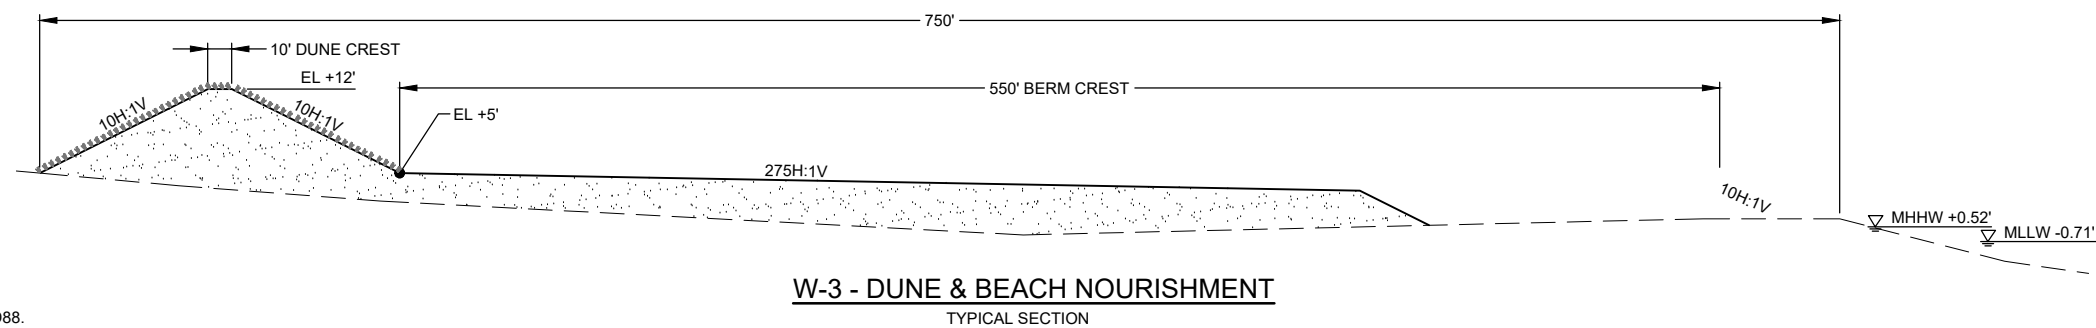 750'
10' DUNE CREST
EL +12'
550' BERM CREST
10H:1V
10H:1V
EL +5'
275H:1V
10H:1V
MHHW +0.52'
MLLW -0.71'
W-3 - DUNE & BEACH NOURISHMENT
TYPICAL SECTION